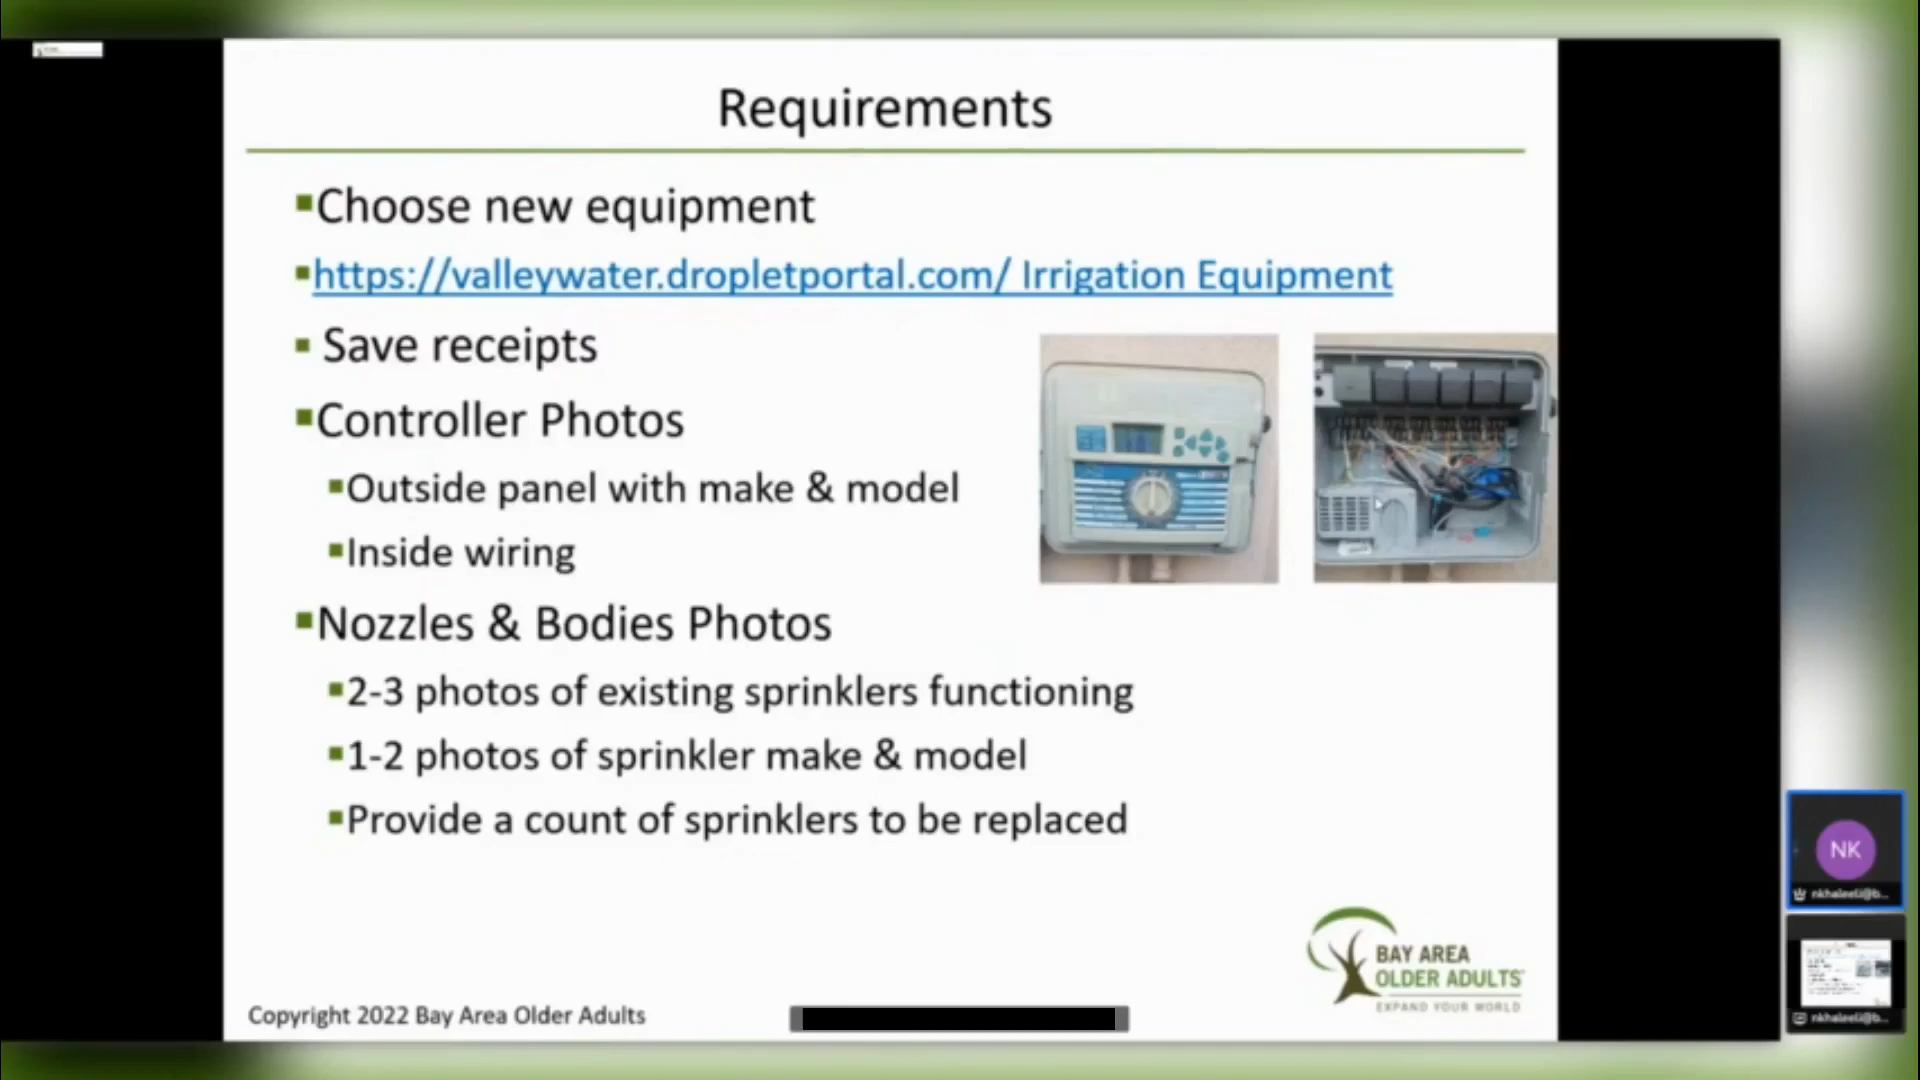 Requirements
Choose new equipment
https://valleywater.dropletportal.com/ Irrigation Equipment
Save receipts
Controller Photos
Outside panel with make & model
Inside wiring
Nozzles & Bodies Photos
2-3 photos of existing sprinklers functioning
1-2 photos of sprinkler make & model
Provide a count of sprinklers to be replaced
BAY AREA
OLDER ADULTS
EXPAND YOUR WORLD
Copyright 2022 Bay Area Older Adults
NK
nkhaleeli@b...
nkhaleeli@b...